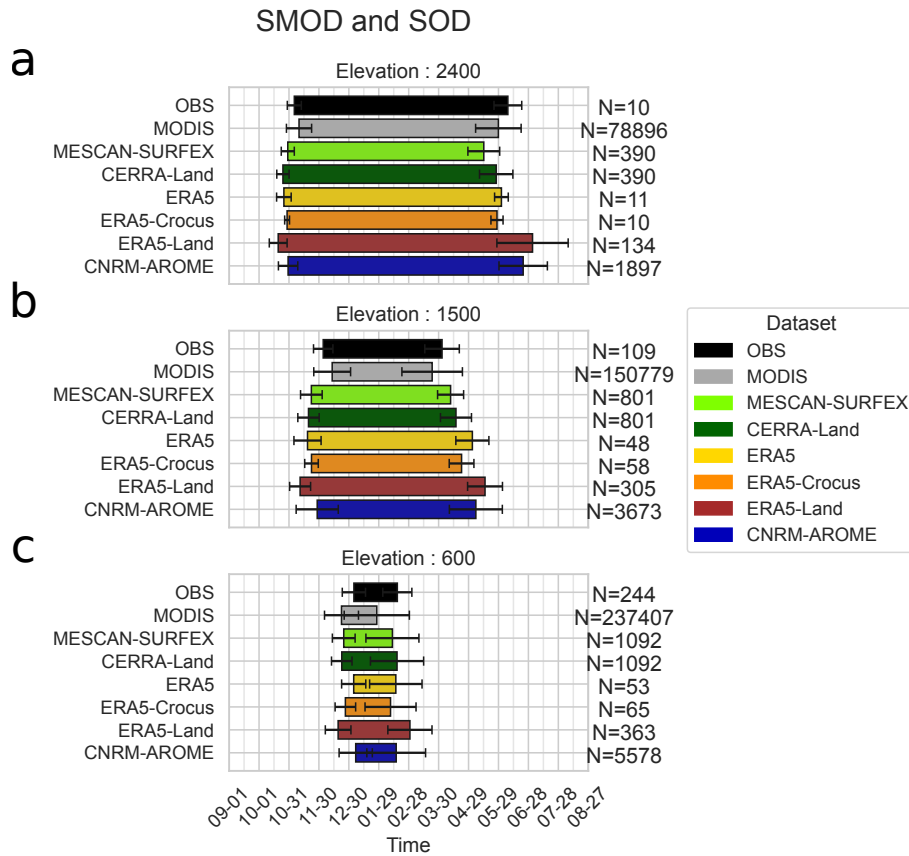 SMOD and SOD
a
Elevation : 2400
OBS N=10
MODIS N=78896
MESCAN-SURFEX N=390
CERRA-Land N=390
ERA5 N=11
ERA5-Crocus N=10
ERA5-Land N=134
CNRM-AROME N=1897
b
Elevation : 1500
OBS N=109
MODIS N=150779
MESCAN-SURFEX N=801
CERRA-Land N=801
ERA5 N=48
ERA5-Crocus N=58
ERA5-Land N=305
CNRM-AROME N=3673
Dataset
OBS
MODIS
MESCAN-SURFEX
CERRA-Land
ERA5
ERA5-Crocus
ERA5-Land
CNRM-AROME
c
Elevation : 600
OBS N=244
MODIS N=237407
MESCAN-SURFEX N=1092
CERRA-Land N=1092
ERA5 N=53
ERA5-Crocus N=65
ERA5-Land N=363
CNRM-AROME N=5578
09-01 10-01 10-31 11-30 12-30 01-29 02-28 03-30 04-29 05-29 06-28 07-28 08-27
Time